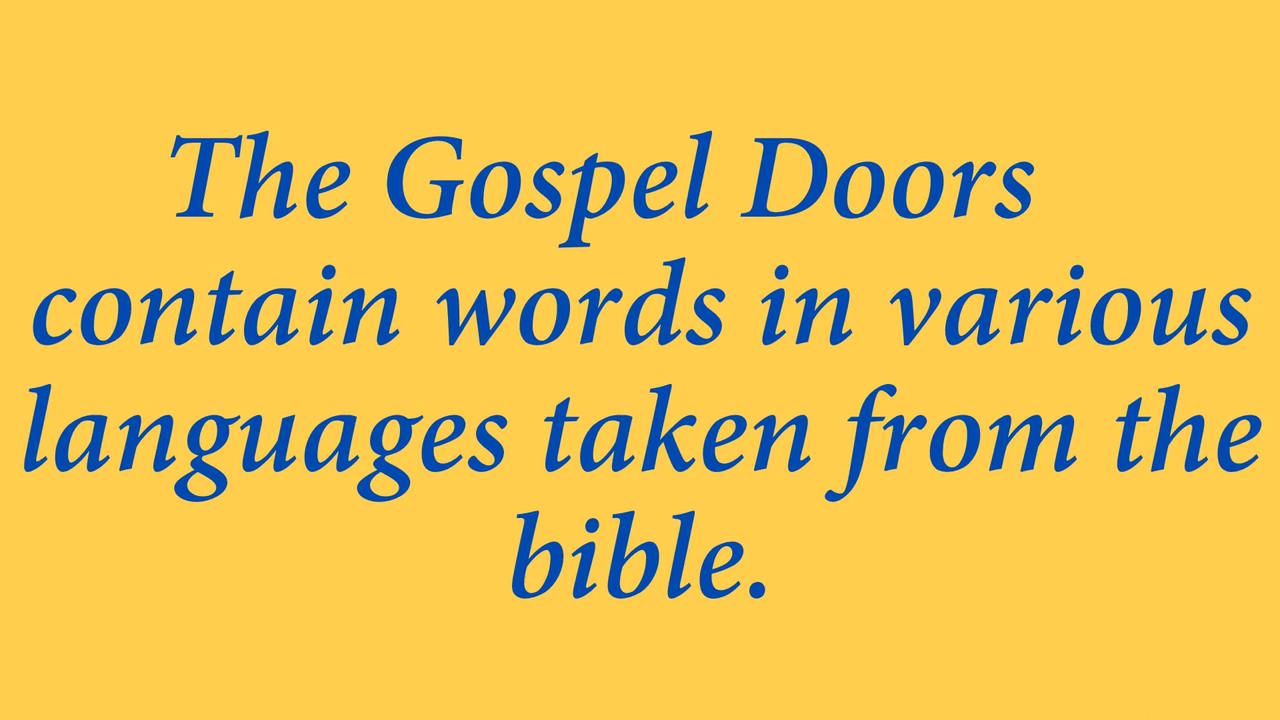 The Gospel Doors
contain words in various
languages taken from the
bible.